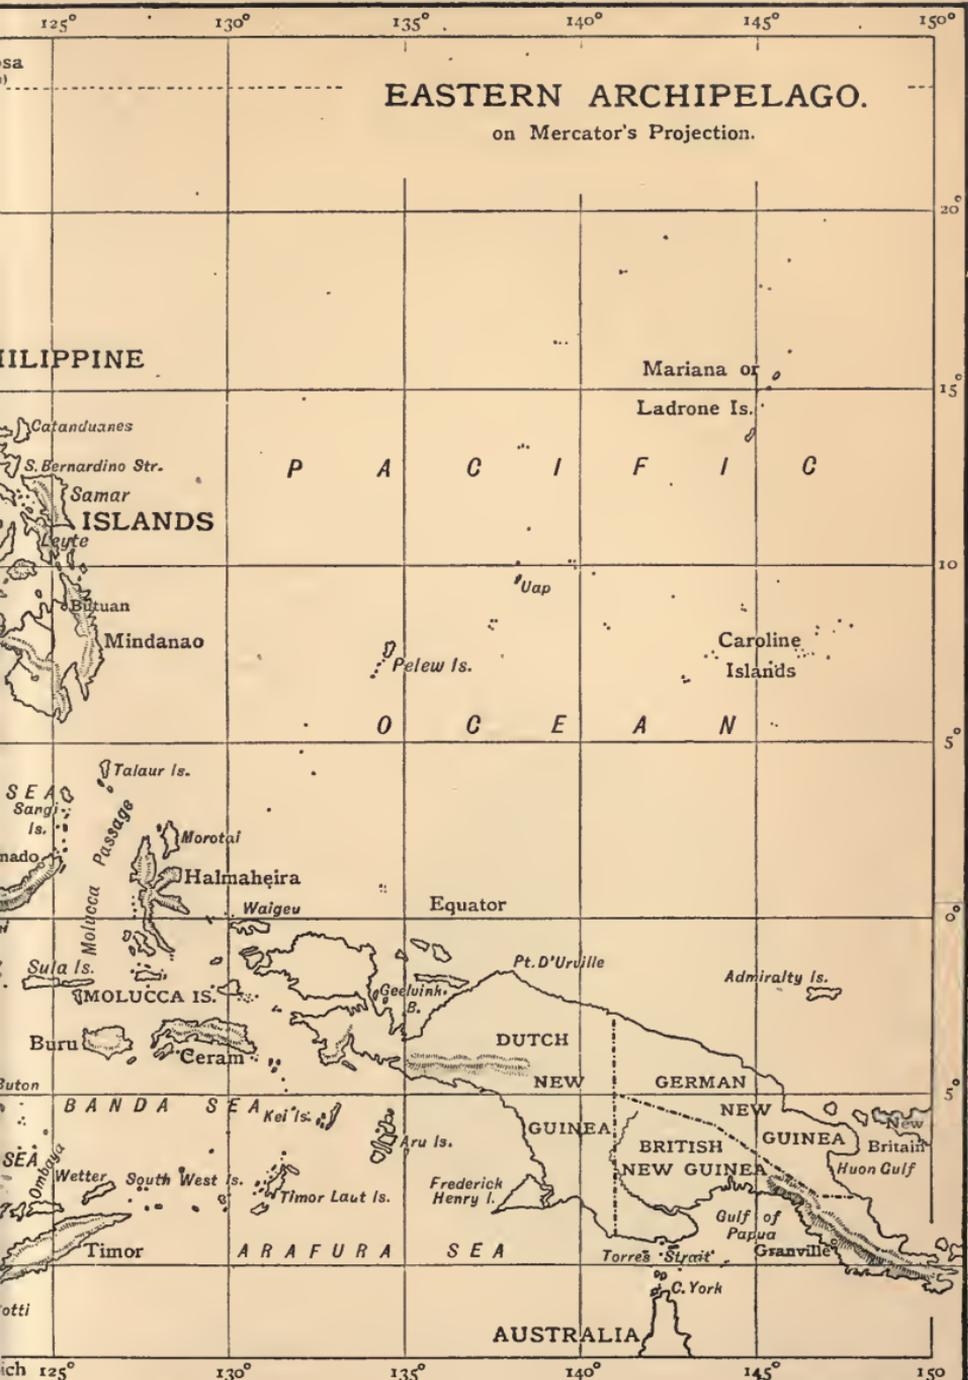 125° 130° 135° 140° 145° 150°
osa
EASTERN ARCHIPELAGO.
on Mercator's Projection.
20°
Mariana or
HILIPPINE
15°
Ladrone Is.
Catanduanes
S. Bernardino Str.
PACIFIC
Samar
ISLANDS
Leyte
10
Uap
Butuan
Mindanao
Caroline
Islands
Pelew Is.
OCEAN
5°
Talaur Is.
SEA
Sangi
Is.
Molucca Passage
Morotai
nado
Halmaheira
Equator
Waigeu
0°
Sula Is.
Pt. D'Urville
Admiralty Is.
Geelvink.
B.
MOLUCCA IS.
Buru
Ceram
DUTCH
NEW
GUINEA
GERMAN
NEW
GUINEA
5°
Buton
BANDA SEA
Kei Is.
Aru Is.
BRITISH
NEW GUINEA
New
Britain
Huon Gulf
SEA
Ombaya
Wetter
South West Is.
Timor Laut Is.
Frederick
Henry I.
Gulf of
Papua
Timor
ARAFURA SEA
Torres Strait
Granville
C. York
otti
AUSTRALIA
ich 125° 130° 135° 140° 145° 150